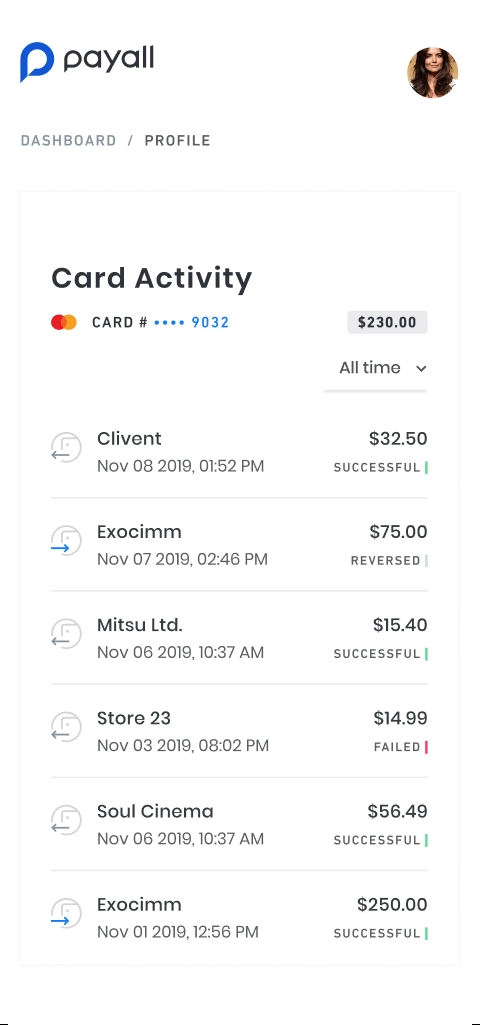 payall
DASHBOARD / PROFILE
Card Activity
CARD # •••• 9032 $230.00
All time
Clivent $32.50
Nov 08 2019, 01:52 PM SUCCESSFUL
Exocimm $75.00
Nov 07 2019, 02:46 PM REVERSED
Mitsu Ltd. $15.40
Nov 06 2019, 10:37 AM SUCCESSFUL
Store 23 $14.99
Nov 03 2019, 08:02 PM FAILED
Soul Cinema $56.49
Nov 06 2019, 10:37 AM SUCCESSFUL
Exocimm $250.00
Nov 01 2019, 12:56 PM SUCCESSFUL